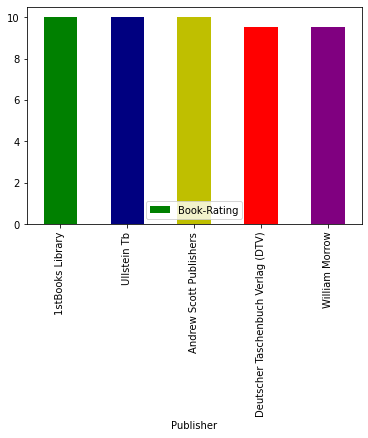 10
8
6
4
2
0
Book-Rating
1stBooks Library
Ullstein Tb
Andrew Scott Publishers
Deutscher Taschenbuch Verlag (DTV)
William Morrow
Publisher